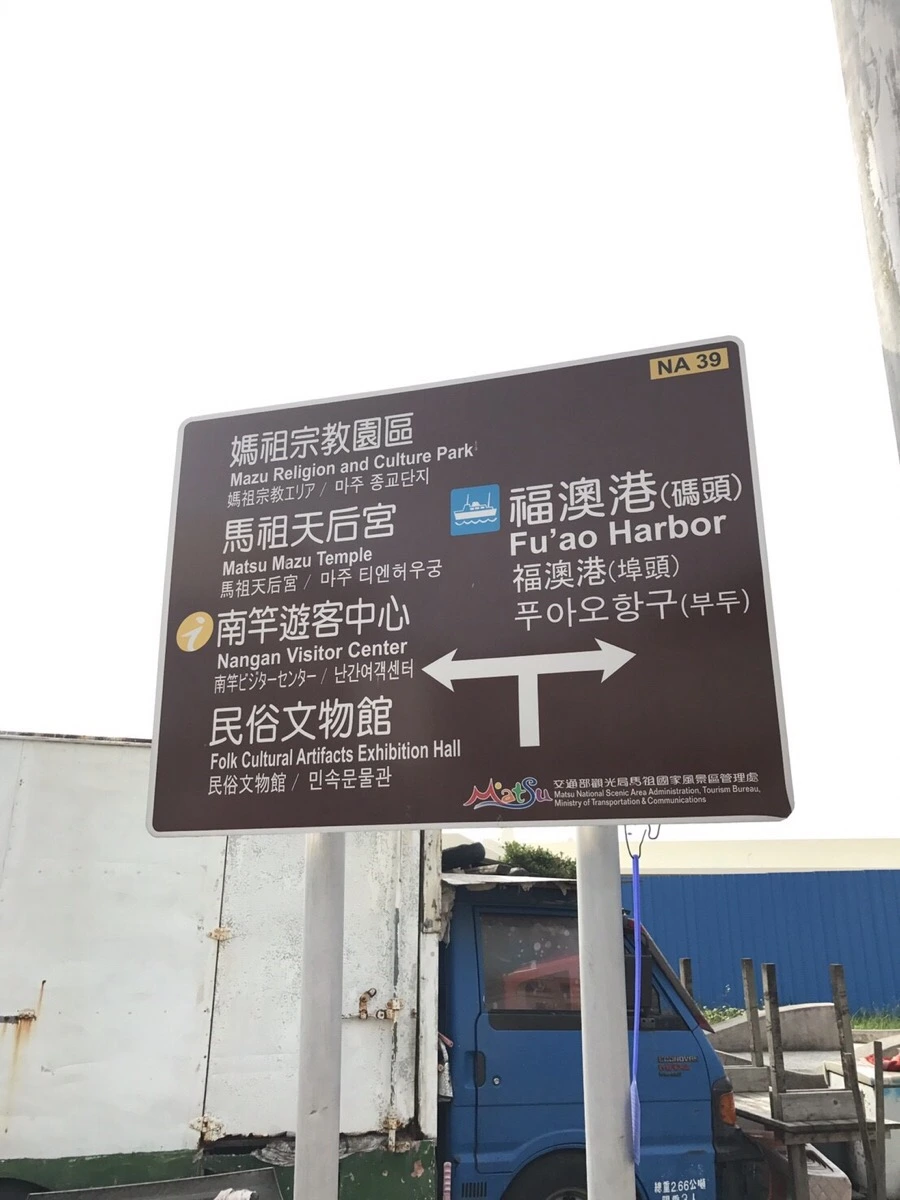 NA 39
媽祖宗教園區
Mazu Religion and Culture Park
媽祖宗教エリア / 마주 종교단지
馬祖天后宮
Matsu Mazu Temple
馬祖天后宮 / 마주 티엔허우궁
i 南竿遊客中心
Nangan Visitor Center
南竿ビジターセンター / 난간여객센터
民俗文物館
Folk Cultural Artifacts Exhibition Hall
民俗文物館 / 민속문물관
福澳港(碼頭)
Fu'ao Harbor
福澳港(埠頭)
푸아오항구(부두)
Matsu
交通部觀光局馬祖國家風景區管理處
Matsu National Scenic Area Administration, Tourism Bureau,
Ministry of Transportation & Communications
總重2.66公噸